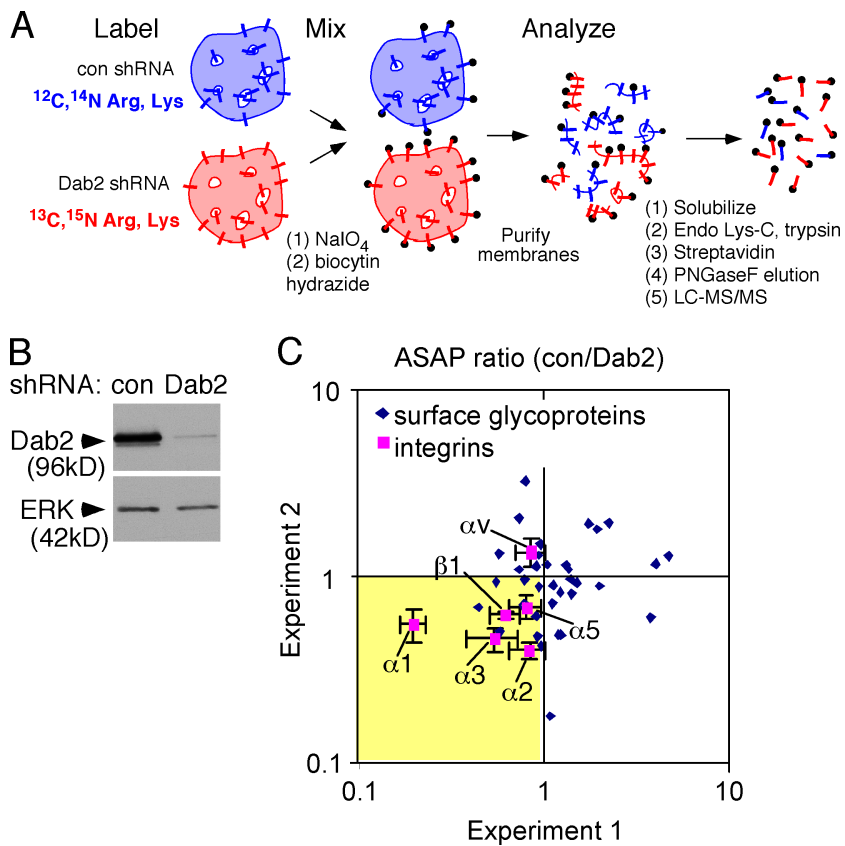 A
Label Mix Analyze
con shRNA
¹²C,¹⁴N Arg, Lys
Dab2 shRNA
¹³C,¹⁵N Arg, Lys
(1) NaIO₄
(2) biocytin
hydrazide
Purify
membranes
(1) Solubilize
(2) Endo Lys-C, trypsin
(3) Streptavidin
(4) PNGaseF elution
(5) LC-MS/MS
B
shRNA: con Dab2
Dab2
(96kD)
ERK
(42kD)
C
ASAP ratio (con/Dab2)
10
surface glycoproteins
integrins
αv
β1
1
α5
α1
α3
α2
0.1
0.1 1 10
Experiment 2
Experiment 1